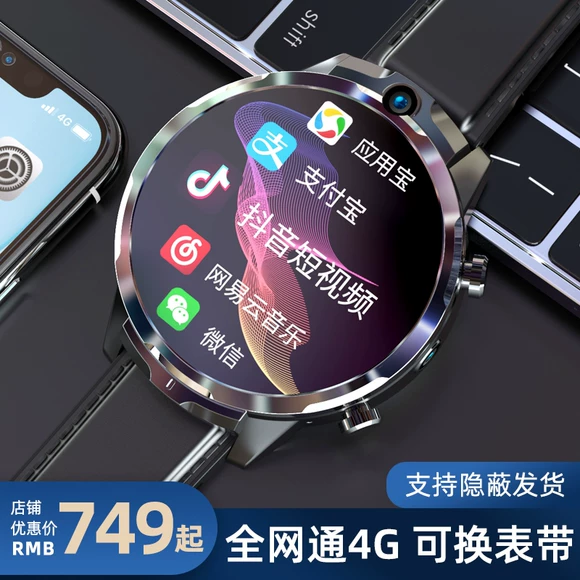 shift
4G
应用宝
支付宝
抖音短视频
网易云音乐
微信
支持隐蔽发货
店铺
优惠价
RMB 749起
全网通4G 可换表带